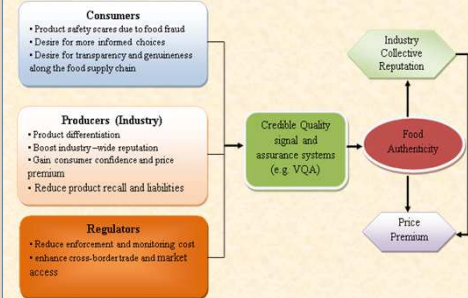 Consumers
• Product safety scares due to food fraud
• Desire for more informed choices
• Desire for transparency and genuineness
along the food supply chain
Producers (Industry)
• Product differentiation
• Boost industry–wide reputation
• Gain consumer confidence and price
premium
• Reduce product recall and liabilities
Regulators
• Reduce enforcement and monitoring cost
• enhance cross-border trade and market
access
Credible Quality
signal and
assurance systems
(e.g. VQA)
Industry
Collective
Reputation
Food
Authenticity
Price
Premium